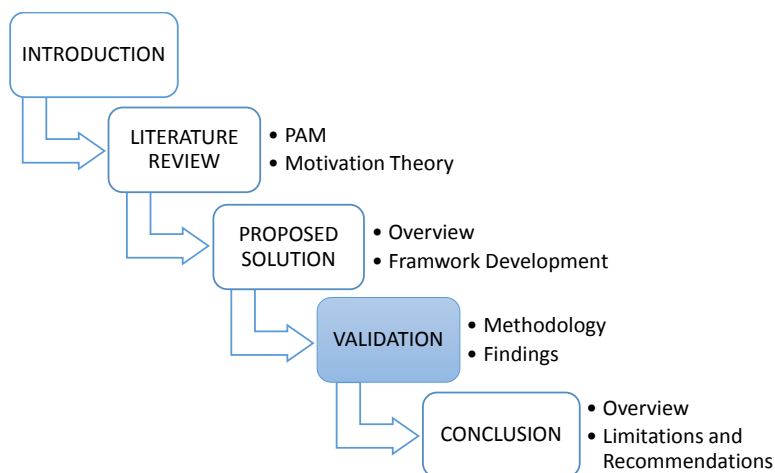 INTRODUCTION
LITERATURE
REVIEW
• PAM
• Motivation Theory
PROPOSED
SOLUTION
• Overview
• Framwork Development
VALIDATION
• Methodology
• Findings
CONCLUSION
• Overview
• Limitations and
Recommendations